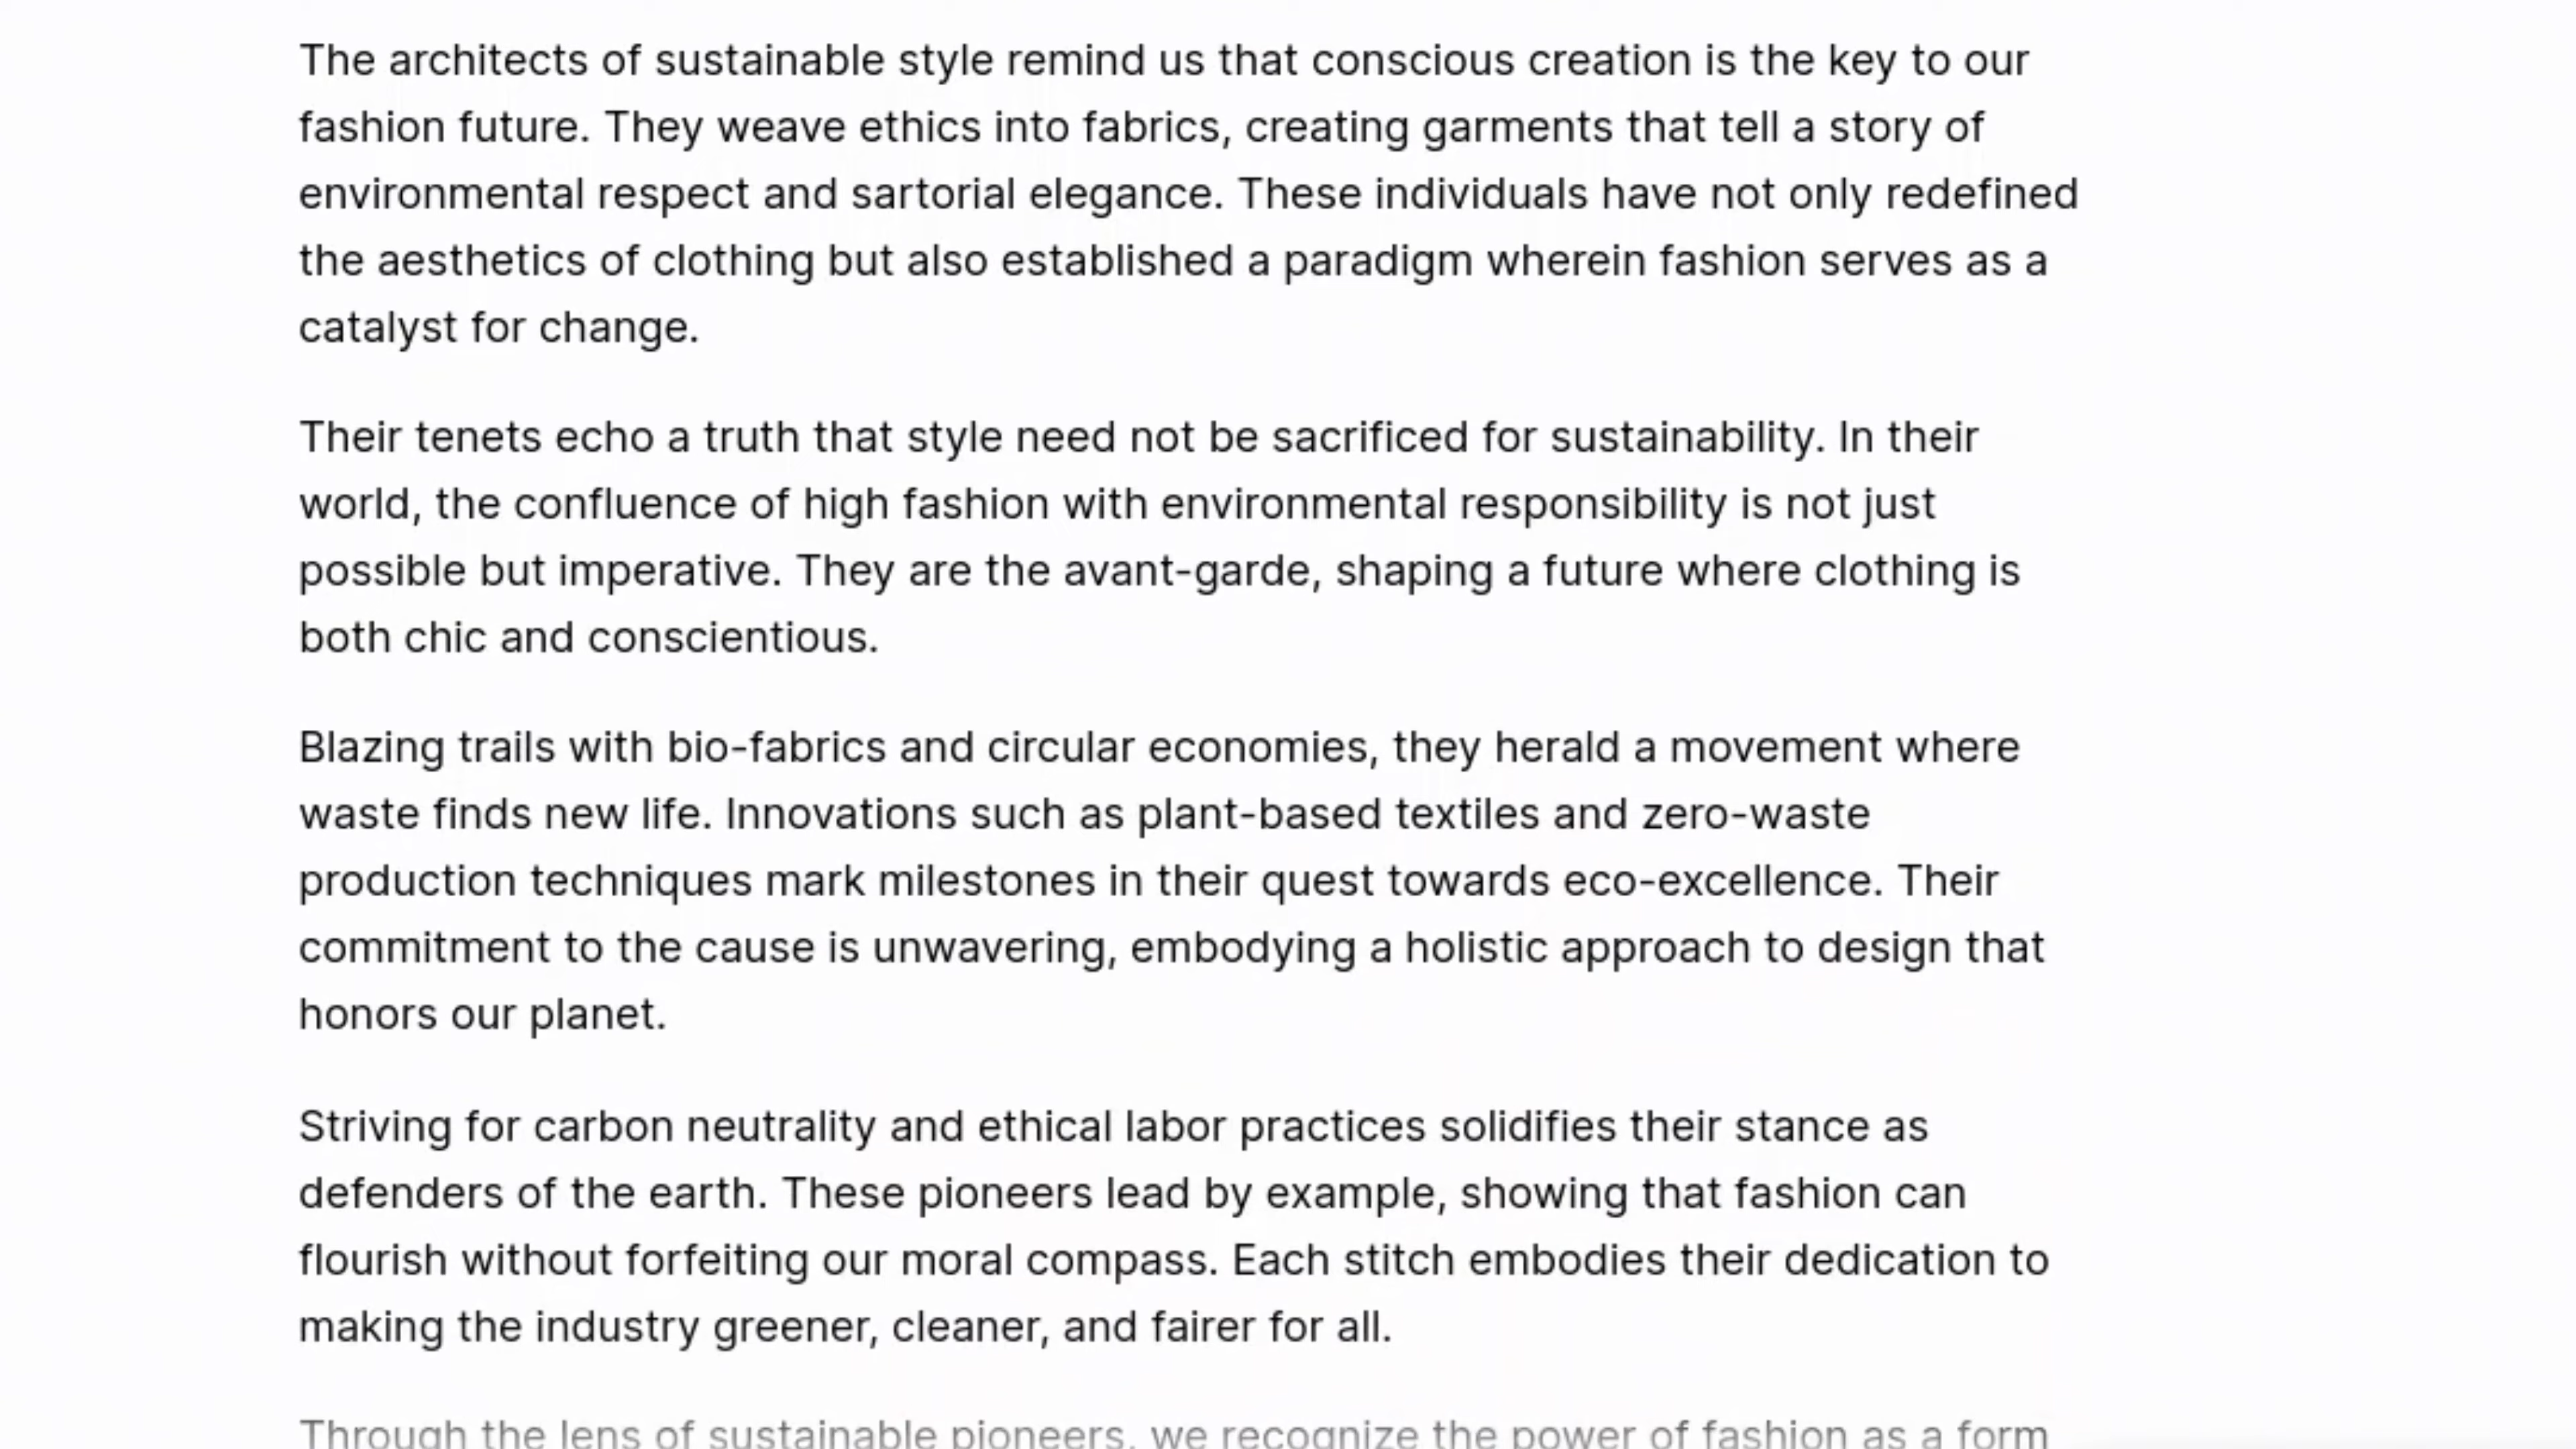 The architects of sustainable style remind us that conscious creation is the key to our
fashion future. They weave ethics into fabrics, creating garments that tell a story of
environmental respect and sartorial elegance. These individuals have not only redefined
the aesthetics of clothing but also established a paradigm wherein fashion serves as a
catalyst for change.
Their tenets echo a truth that style need not be sacrificed for sustainability. In their
world, the confluence of high fashion with environmental responsibility is not just
possible but imperative. They are the avant-garde, shaping a future where clothing is
both chic and conscientious.
Blazing trails with bio-fabrics and circular economies, they herald a movement where
waste finds new life. Innovations such as plant-based textiles and zero-waste
production techniques mark milestones in their quest towards eco-excellence. Their
commitment to the cause is unwavering, embodying a holistic approach to design that
honors our planet.
Striving for carbon neutrality and ethical labor practices solidifies their stance as
defenders of the earth. These pioneers lead by example, showing that fashion can
flourish without forfeiting our moral compass. Each stitch embodies their dedication to
making the industry greener, cleaner, and fairer for all.
Through the lens of sustainable pioneers, we recognize the power of fashion as a form